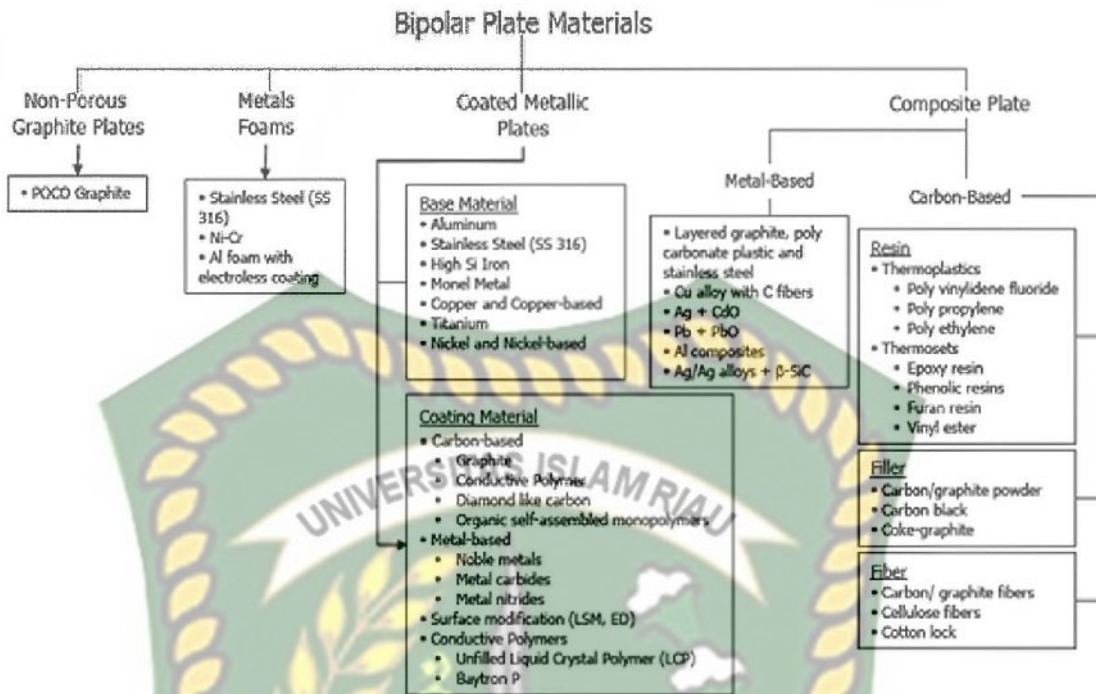 Bipolar Plate Materials
Non-Porous
Graphite Plates
• POCO Graphite
Metals
Foams
• Stainless Steel (SS
316)
• Ni-Cr
• Al foam with
electroless coating
Coated Metallic
Plates
Base Material
• Aluminum
• Stainless Steel (SS 316)
• High Si Iron
• Monel Metal
• Copper and Copper-based
• Titanium
• Nickel and Nickel-based
Coating Material
• Carbon-based
• Graphite
• Conductive Polymer
• Diamond like carbon
• Organic self-assembled monopolymers
• Metal-based
• Noble metals
• Metal carbides
• Metal nitrides
• Surface modification (LSM, ED)
• Conductive Polymers
• Unfilled Liquid Crystal Polymer (LCP)
• Baytron P
Composite Plate
Metal-Based
• Layered graphite, poly
carbonate plastic and
stainless steel
• Cu alloy with C fibers
• Ag + CdO
• Pb + PbO
• Al composites
• Ag/Ag alloys + β-SiC
Carbon-Based
Resin
• Thermoplastics
• Poly vinylidene fluoride
• Poly propylene
• Poly ethylene
• Thermosets
• Epoxy resin
• Phenolic resins
• Furan resin
• Vinyl ester
Filler
• Carbon/graphite powder
• Carbon black
• Coke-graphite
Fiber
• Carbon/ graphite fibers
• Cellulose fibers
• Cotton lock
UNIVERSITAS ISLAM RIAU